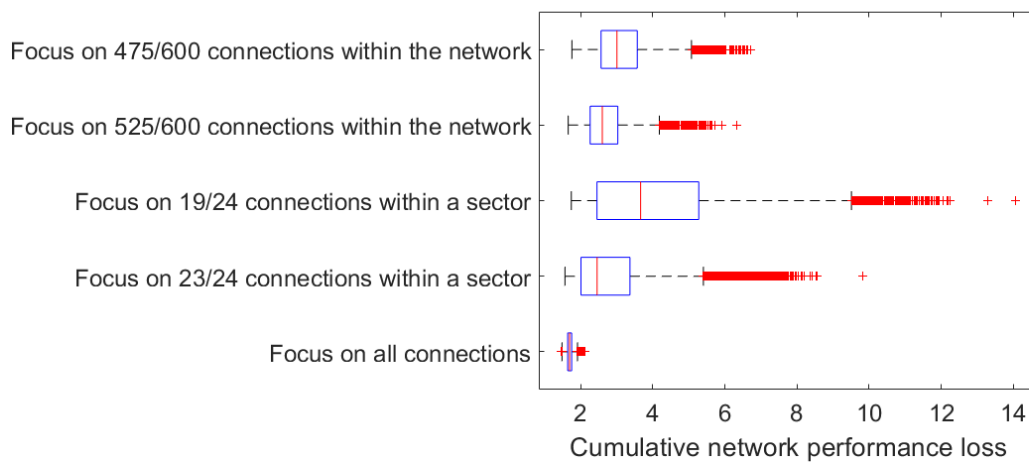 Focus on 475/600 connections within the network
Focus on 525/600 connections within the network
Focus on 19/24 connections within a sector
Focus on 23/24 connections within a sector
Focus on all connections
2 4 6 8 10 12 14
Cumulative network performance loss